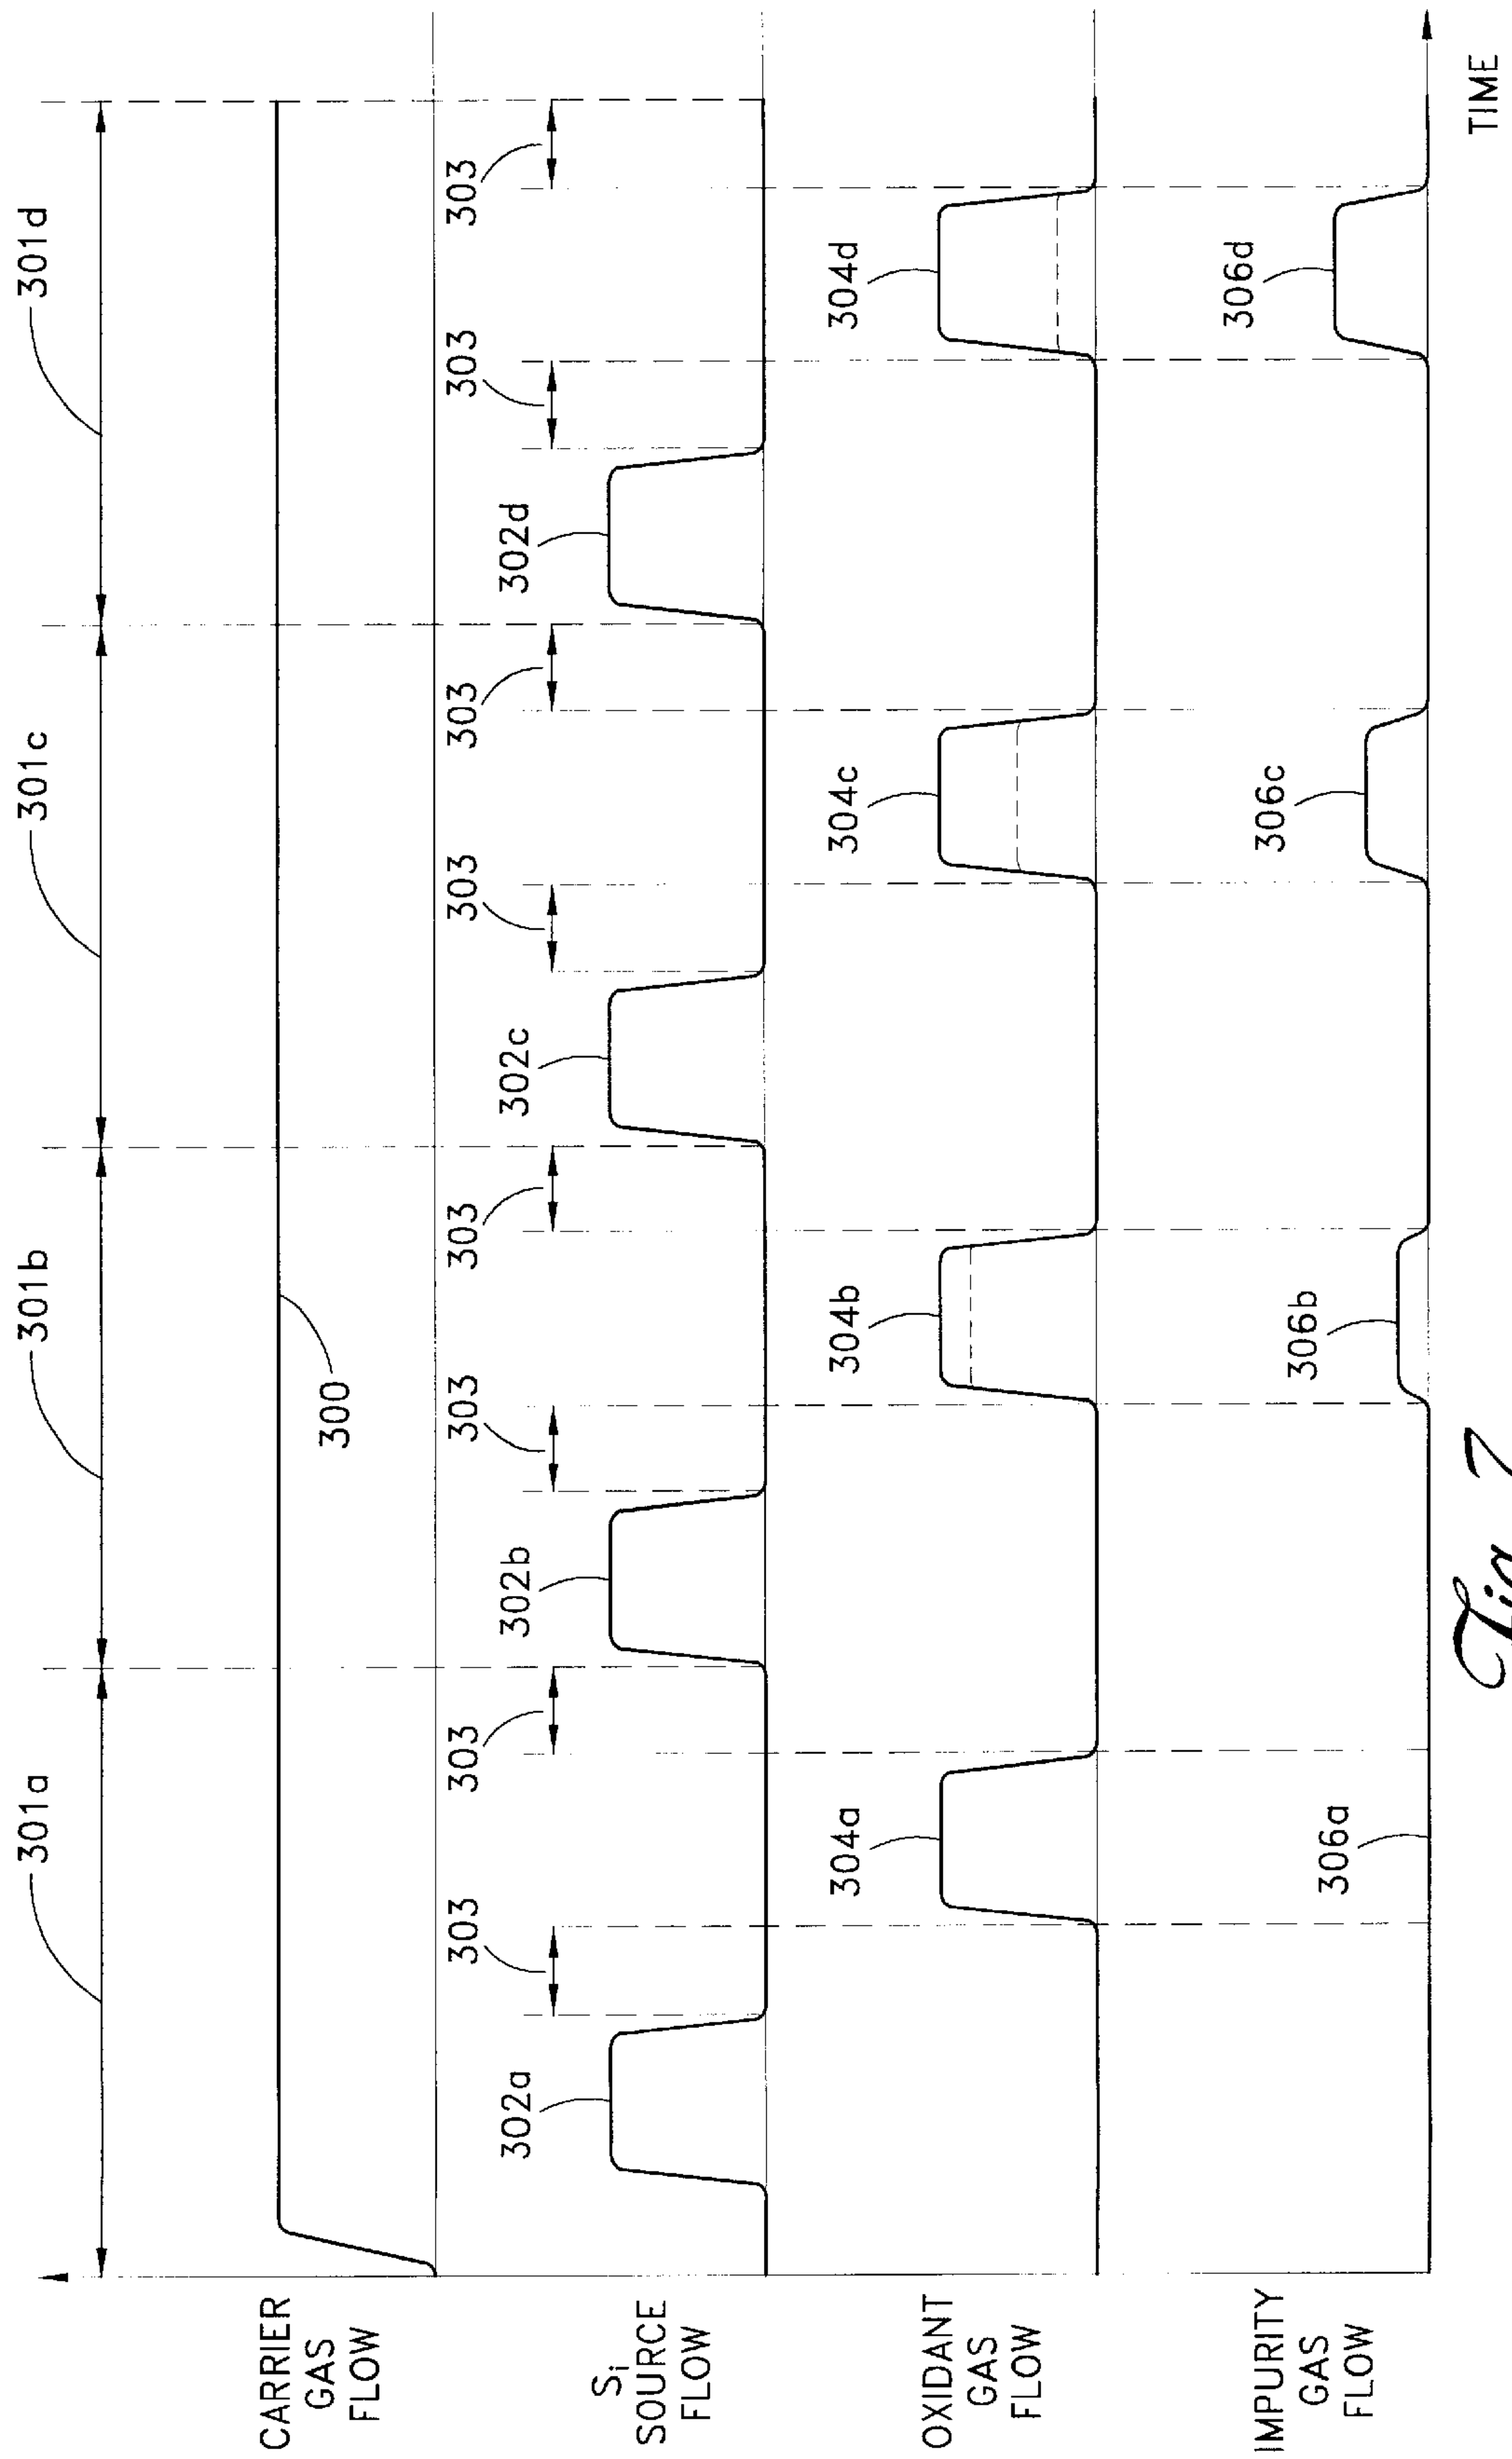 301a
301b
301c
301d
CARRIER
GAS
FLOW
300
303
303
303
303
303
303
303
303
Si
SOURCE
FLOW
302a
302b
302c
302d
OXIDANT
GAS
FLOW
304a
304b
304c
304d
IMPURITY
GAS
FLOW
306a
306b
306c
306d
TIME
Fig. 7